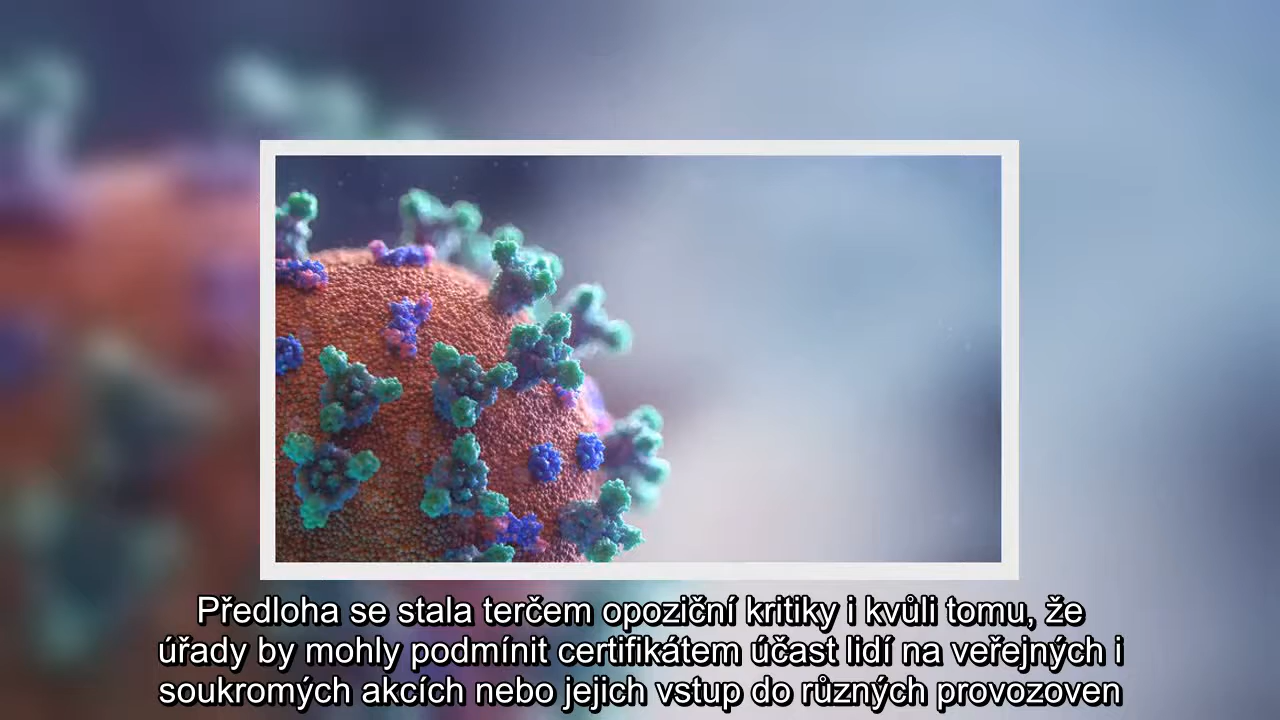 Předloha se stala terčem opoziční kritiky i kvůli tomu, že
úřady by mohly podmínit certifikátem účast lidí na veřejných i
soukromých akcích nebo jejich vstup do různých provozoven